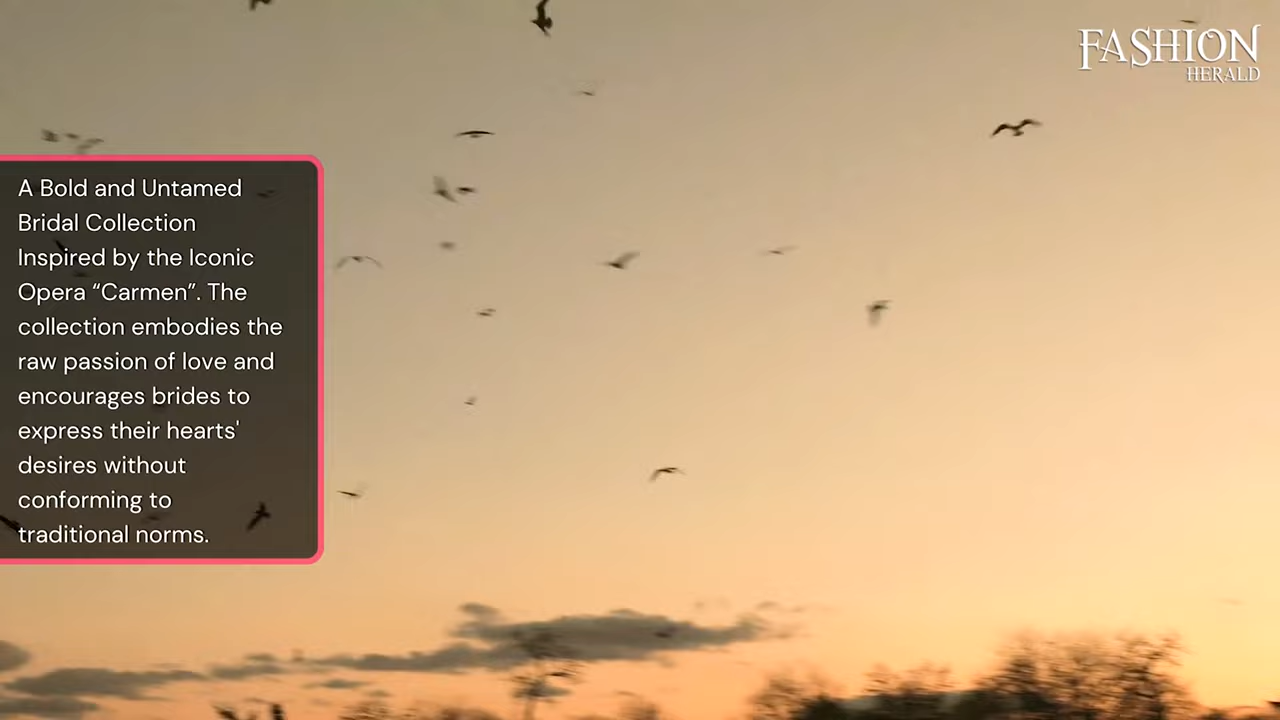 FASHION
HERALD
A Bold and Untamed
Bridal Collection
Inspired by the Iconic
Opera “Carmen”. The
collection embodies the
raw passion of love and
encourages brides to
express their hearts'
desires without
conforming to
traditional norms.